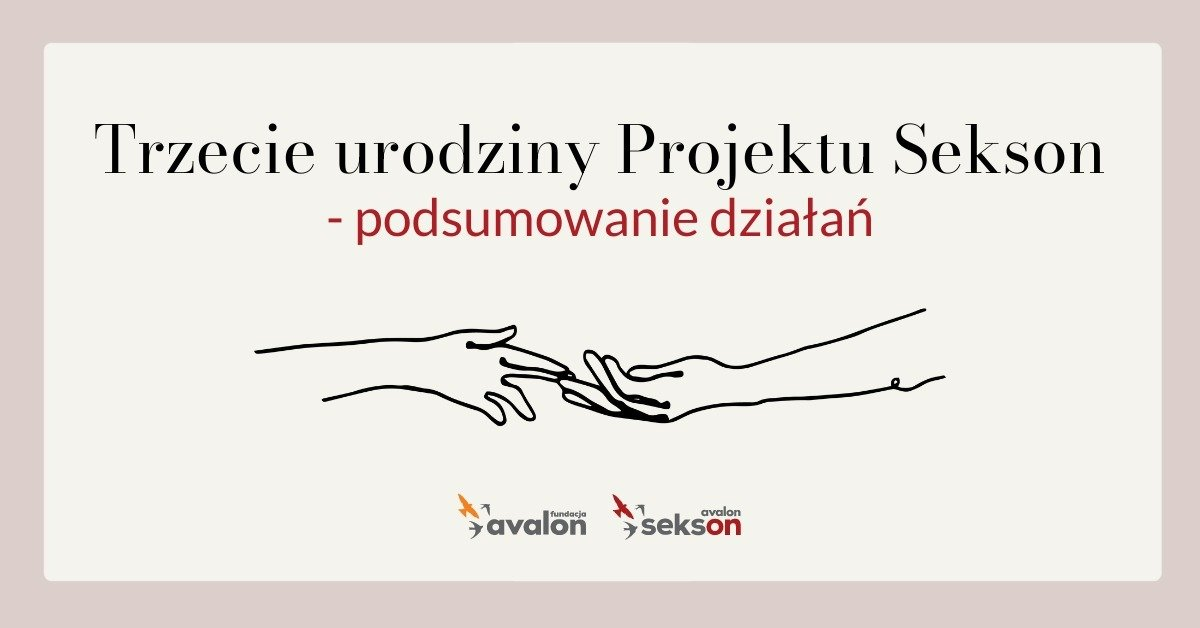 Trzecie urodziny Projektu Sekson
- podsumowanie działań
fundacja
avalon
avalon
sekson